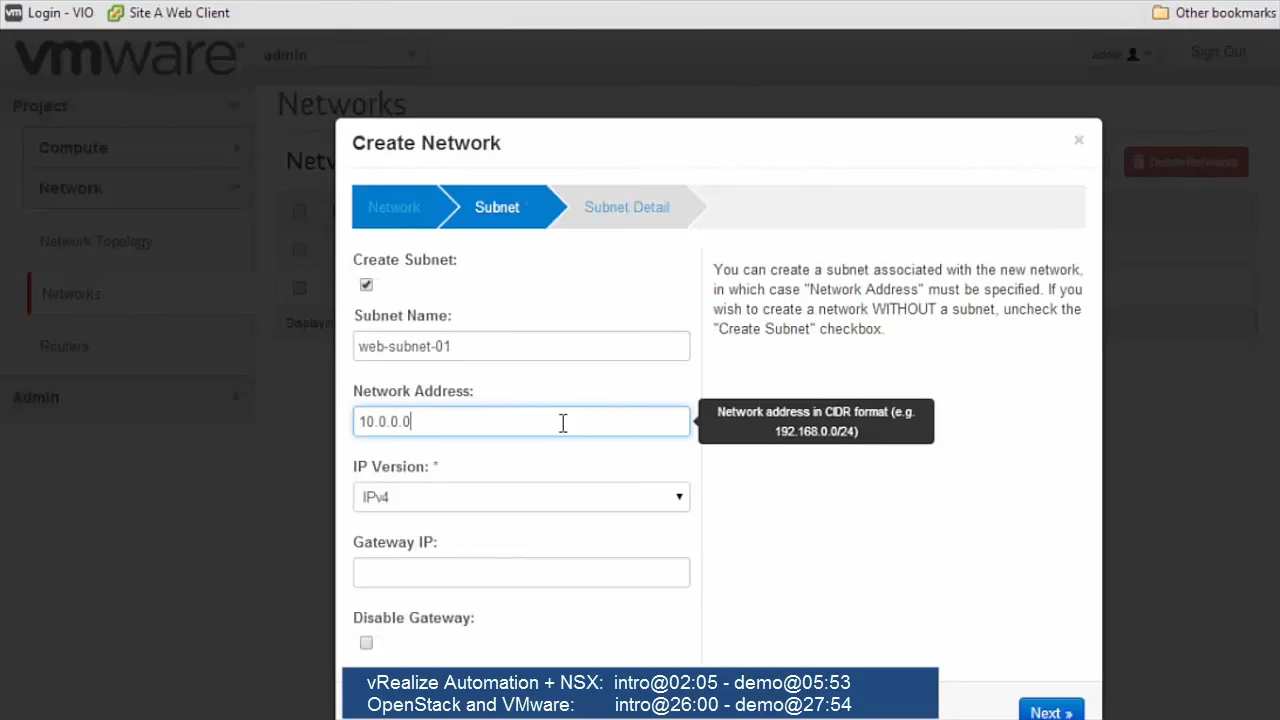 Login - VIO
Site A Web Client
Other bookmarks
vmware
admin
admin
Sign Out
Project
Networks
Compute
Create Network
×
Delete Networks
Network
Network
Subnet
Subnet Detail
Network Topology
Create Subnet:
You can create a subnet associated with the new network,
in which case "Network Address" must be specified. If you
wish to create a network WITHOUT a subnet, uncheck the
"Create Subnet" checkbox.
Networks
Subnet Name:
web-subnet-01
Routers
Network Address:
Admin
10.0.0.0
Network address in CIDR format (e.g.
192.168.0.0/24)
IP Version: *
IPv4
Gateway IP:
Disable Gateway:
vRealize Automation + NSX: intro@02:05 - demo@05:53
OpenStack and VMware: intro@26:00 - demo@27:54
Next »